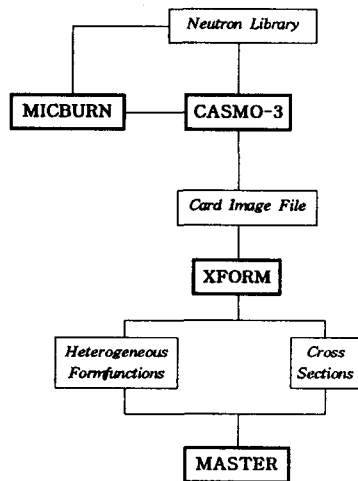 Neutron Library
MICBURN
CASMO-3
Card Image File
XFORM
Heterogeneous
Formfunctions
Cross
Sections
MASTER